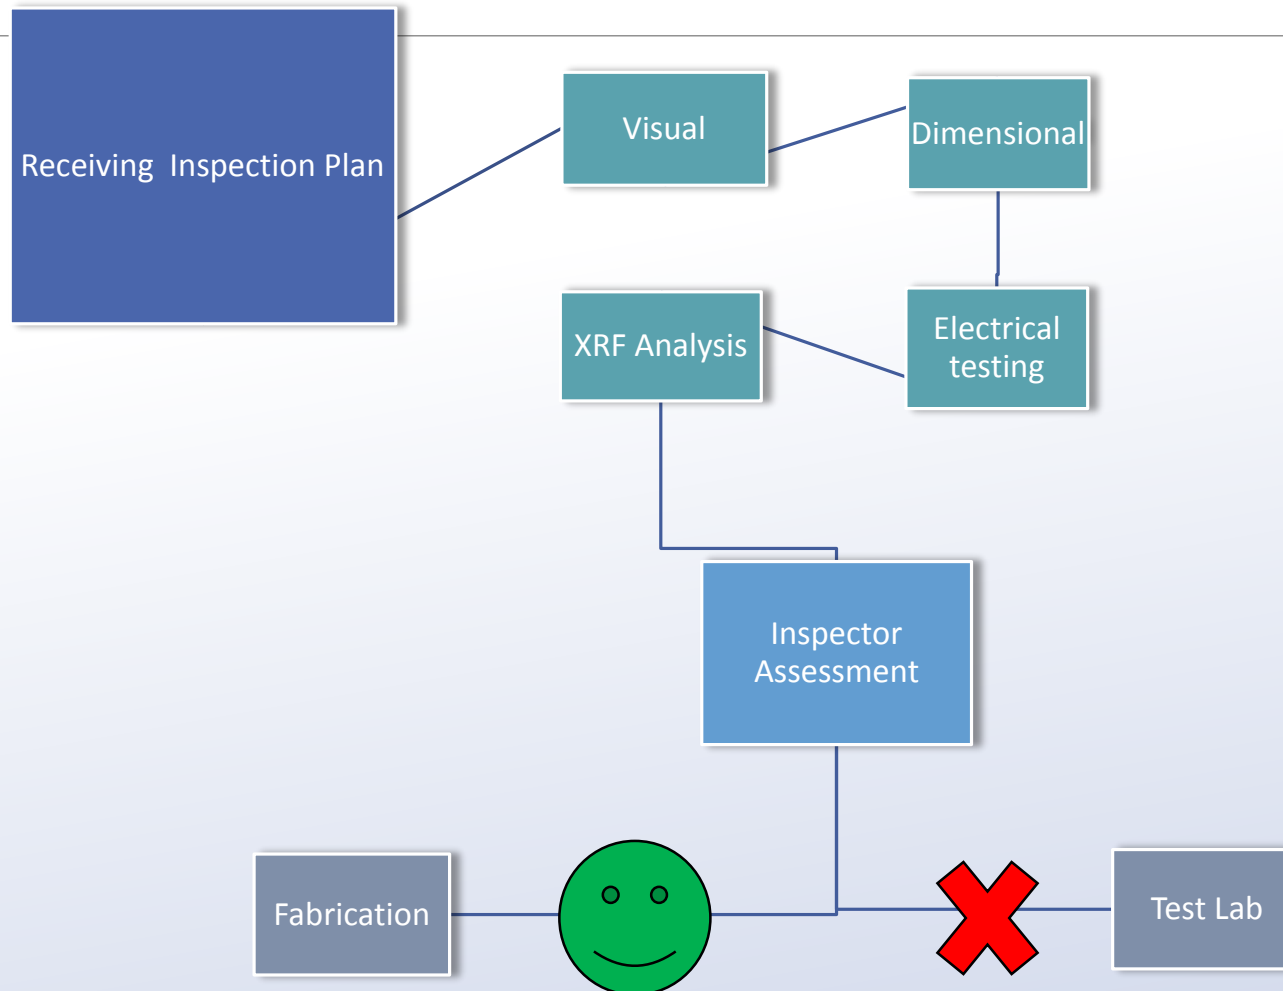 Receiving  Inspection Plan
Visual
Dimensional
XRF Analysis
Electrical
testing
Inspector
Assessment
Fabrication
Test Lab